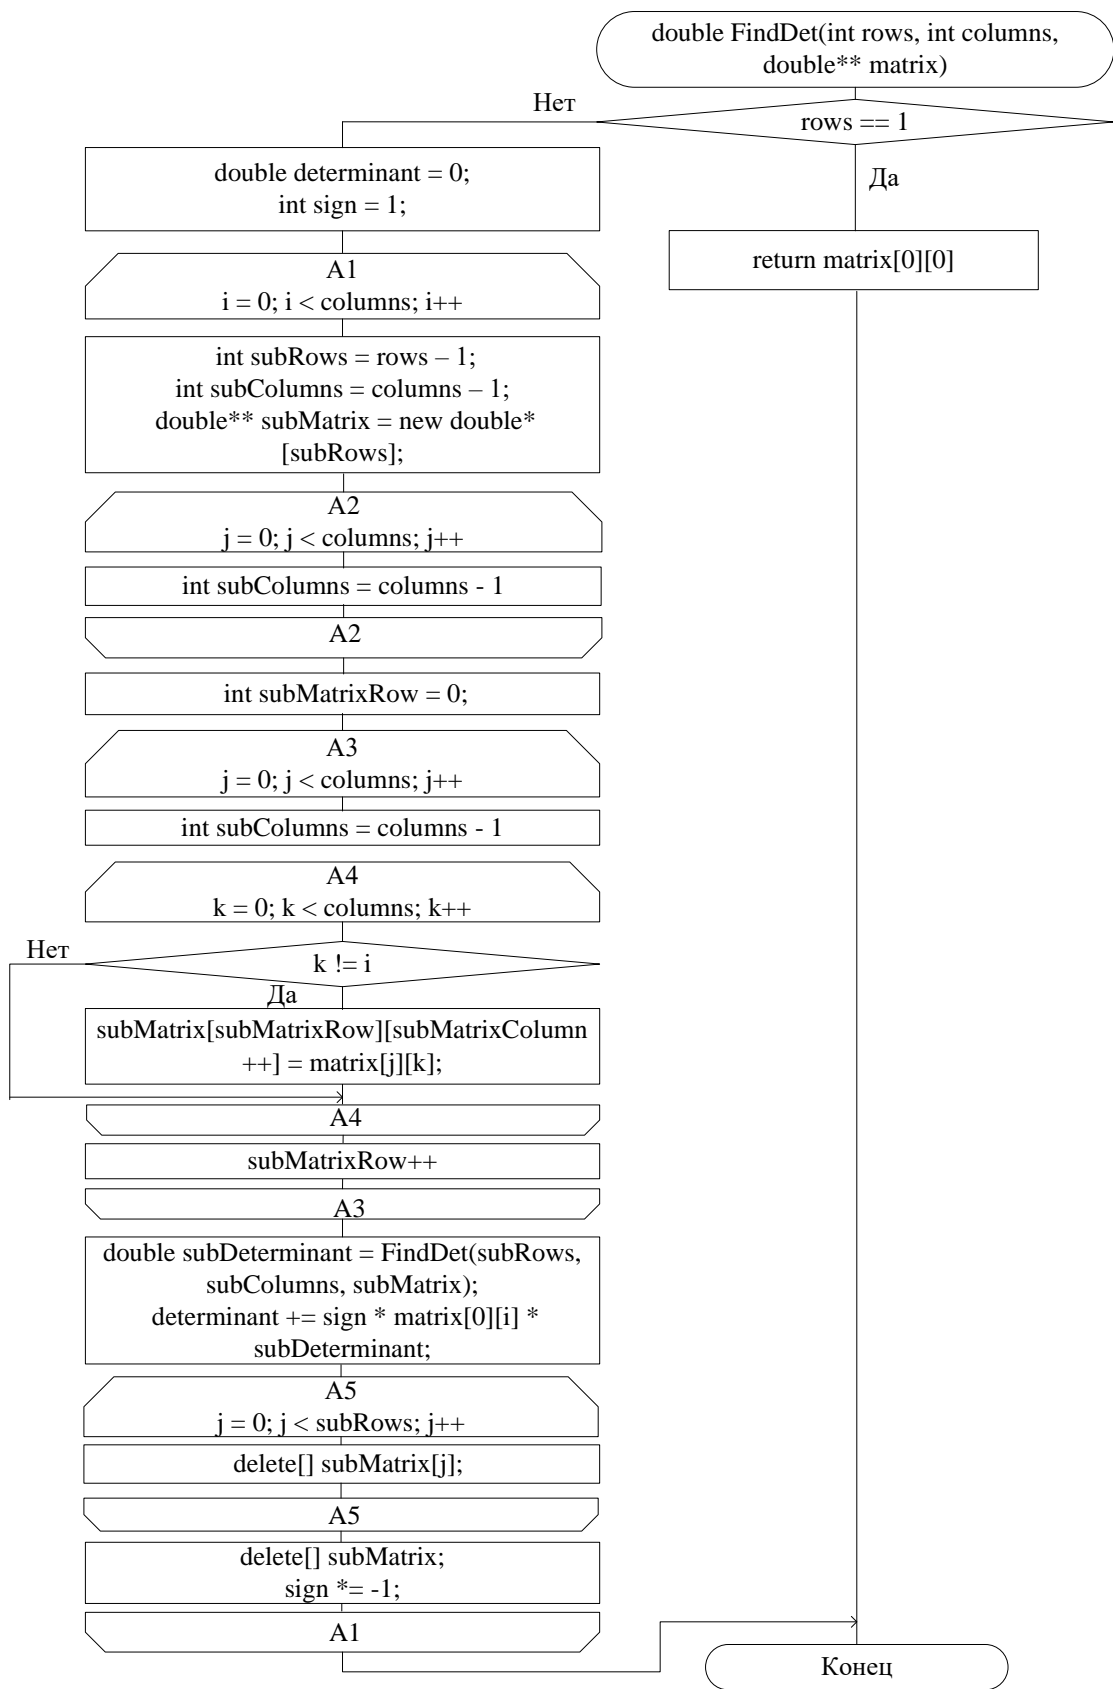 double FindDet(int rows, int columns,
double** matrix)
Нет
rows == 1
Да
double determinant = 0;
int sign = 1;
return matrix[0][0]
A1
i = 0; i < columns; i++
int subRows = rows – 1;
int subColumns = columns – 1;
double** subMatrix = new double*
[subRows];
A2
j = 0; j < columns; j++
int subColumns = columns - 1
A2
int subMatrixRow = 0;
A3
j = 0; j < columns; j++
int subColumns = columns - 1
A4
k = 0; k < columns; k++
Нет
k != i
Да
subMatrix[subMatrixRow][subMatrixColumn
++] = matrix[j][k];
A4
subMatrixRow++
A3
double subDeterminant = FindDet(subRows,
subColumns, subMatrix);
determinant += sign * matrix[0][i] *
subDeterminant;
A5
j = 0; j < subRows; j++
delete[] subMatrix[j];
A5
delete[] subMatrix;
sign *= -1;
A1
Конец